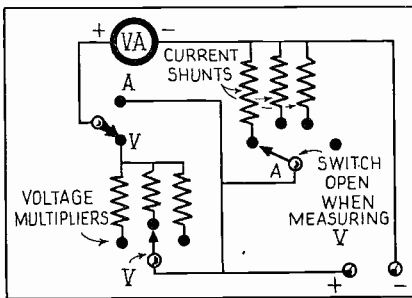 + VA -
CURRENT
SHUNTS
A
V
A
SWITCH
OPEN
WHEN
MEASURING
V
VOLTAGE
MULTIPLIERS
V
+ -